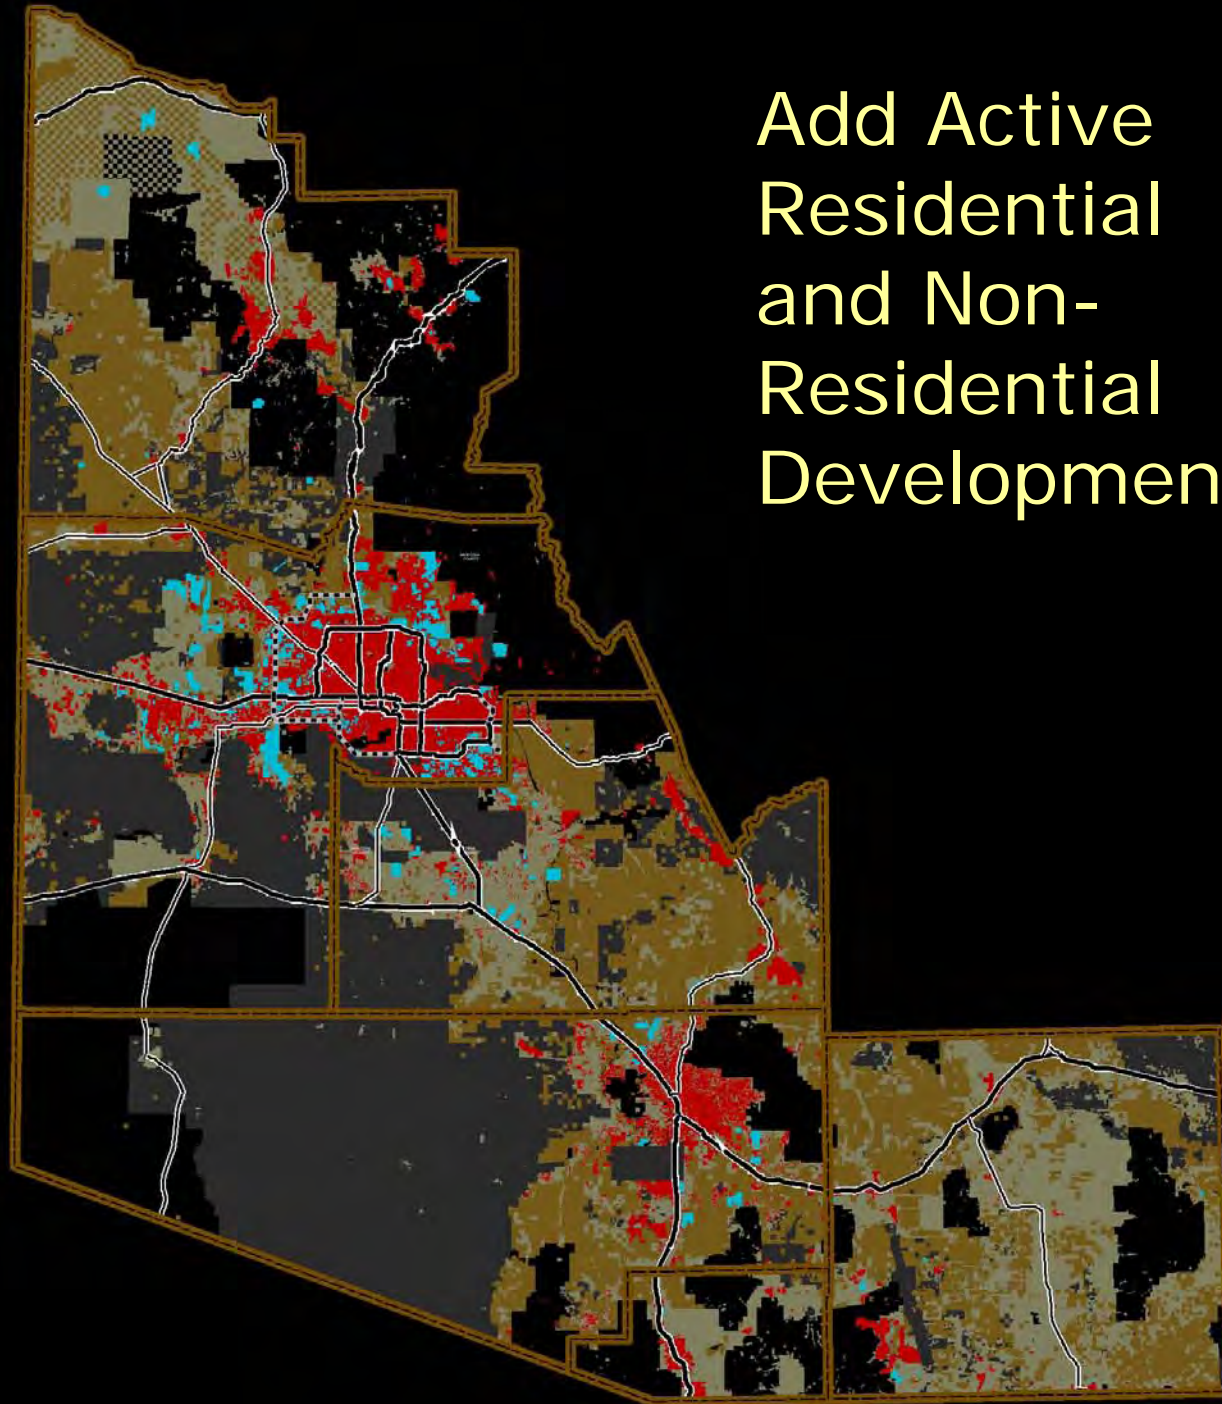 Add Active
Residential
and Non-
Residential
Developmen